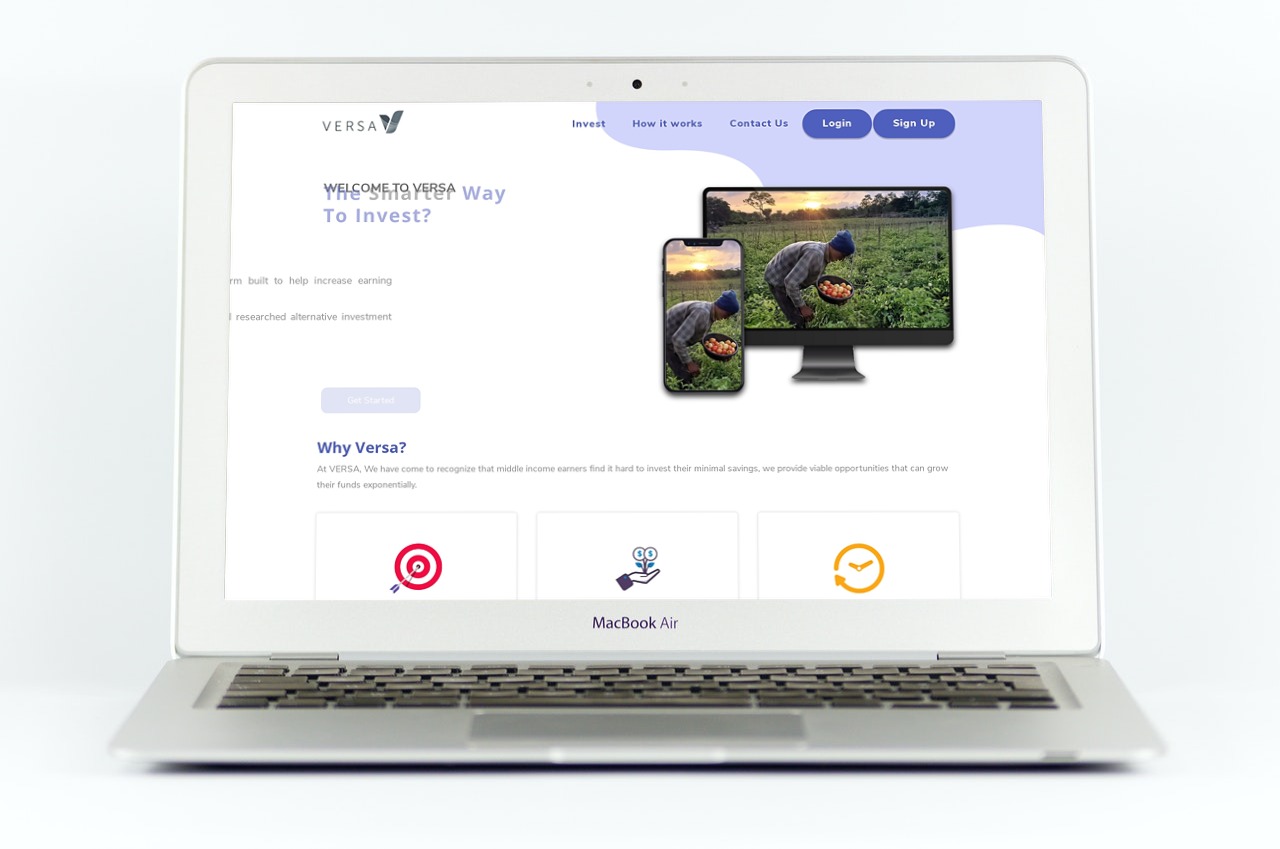 VERSA
Invest How it works Contact Us Login Sign Up
WELCOME TO VERSA
The Smarter Way
To Invest?
rm built to help increase earning
researched alternative investment
Get Started
Why Versa?
At VERSA, We have come to recognize that middle income earners find it hard to invest their minimal savings, we provide viable opportunities that can grow
their funds exponentially.
$ $
MacBook Air